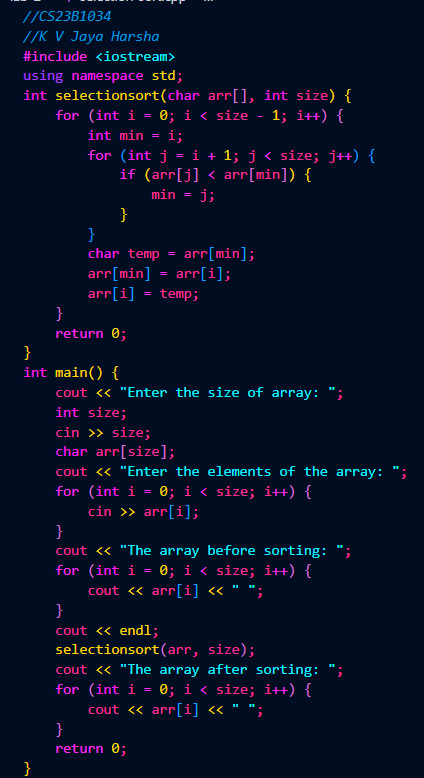 //CS23B1034
//K V Jaya Harsha
#include <iostream>
using namespace std;
int selectionsort(char arr[], int size) {
    for (int i = 0; i < size - 1; i++) {
        int min = i;
        for (int j = i + 1; j < size; j++) {
            if (arr[j] < arr[min]) {
                min = j;
            }
        }
        char temp = arr[min];
        arr[min] = arr[i];
        arr[i] = temp;
    }
    return 0;
}
int main() {
    cout << "Enter the size of array: ";
    int size;
    cin >> size;
    char arr[size];
    cout << "Enter the elements of the array: ";
    for (int i = 0; i < size; i++) {
        cin >> arr[i];
    }
    cout << "The array before sorting: ";
    for (int i = 0; i < size; i++) {
        cout << arr[i] << " ";
    }
    cout << endl;
    selectionsort(arr, size);
    cout << "The array after sorting: ";
    for (int i = 0; i < size; i++) {
        cout << arr[i] << " ";
    }
    return 0;
}